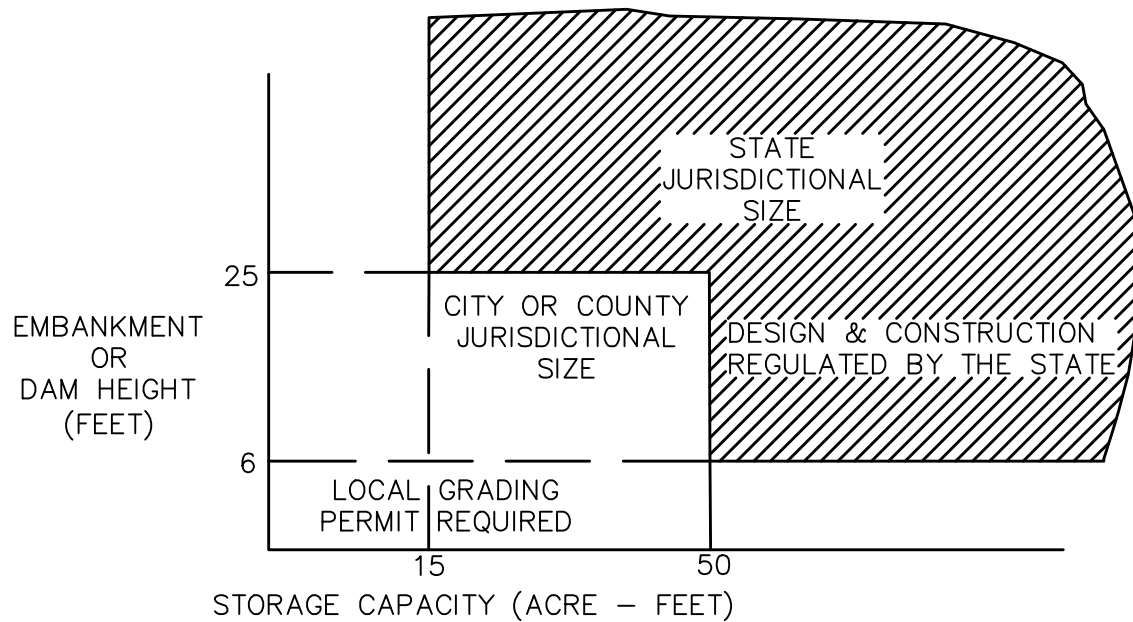 STATE
JURISDICTIONAL
SIZE
25
CITY OR COUNTY
JURISDICTIONAL
SIZE
EMBANKMENT
OR
DAM HEIGHT
(FEET)
DESIGN & CONSTRUCTION
REGULATED BY THE STATE
6
LOCAL GRADING
PERMIT REQUIRED
15
50
STORAGE CAPACITY (ACRE – FEET)